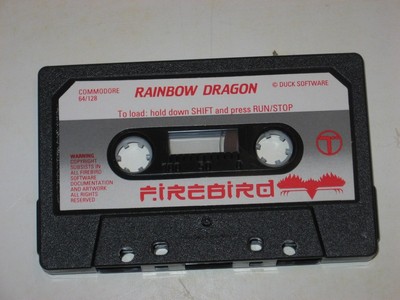 COMMODORE
64/128
RAINBOW DRAGON
© DUCK SOFTWARE
To load: hold down SHIFT and press RUN/STOP
T
WARNING
COPYRIGHT
SUBSISTS IN
ALL FIREBIRD
SOFTWARE
DOCUMENTATION
AND ARTWORK
ALL RIGHTS
RESERVED
FIREBIRD